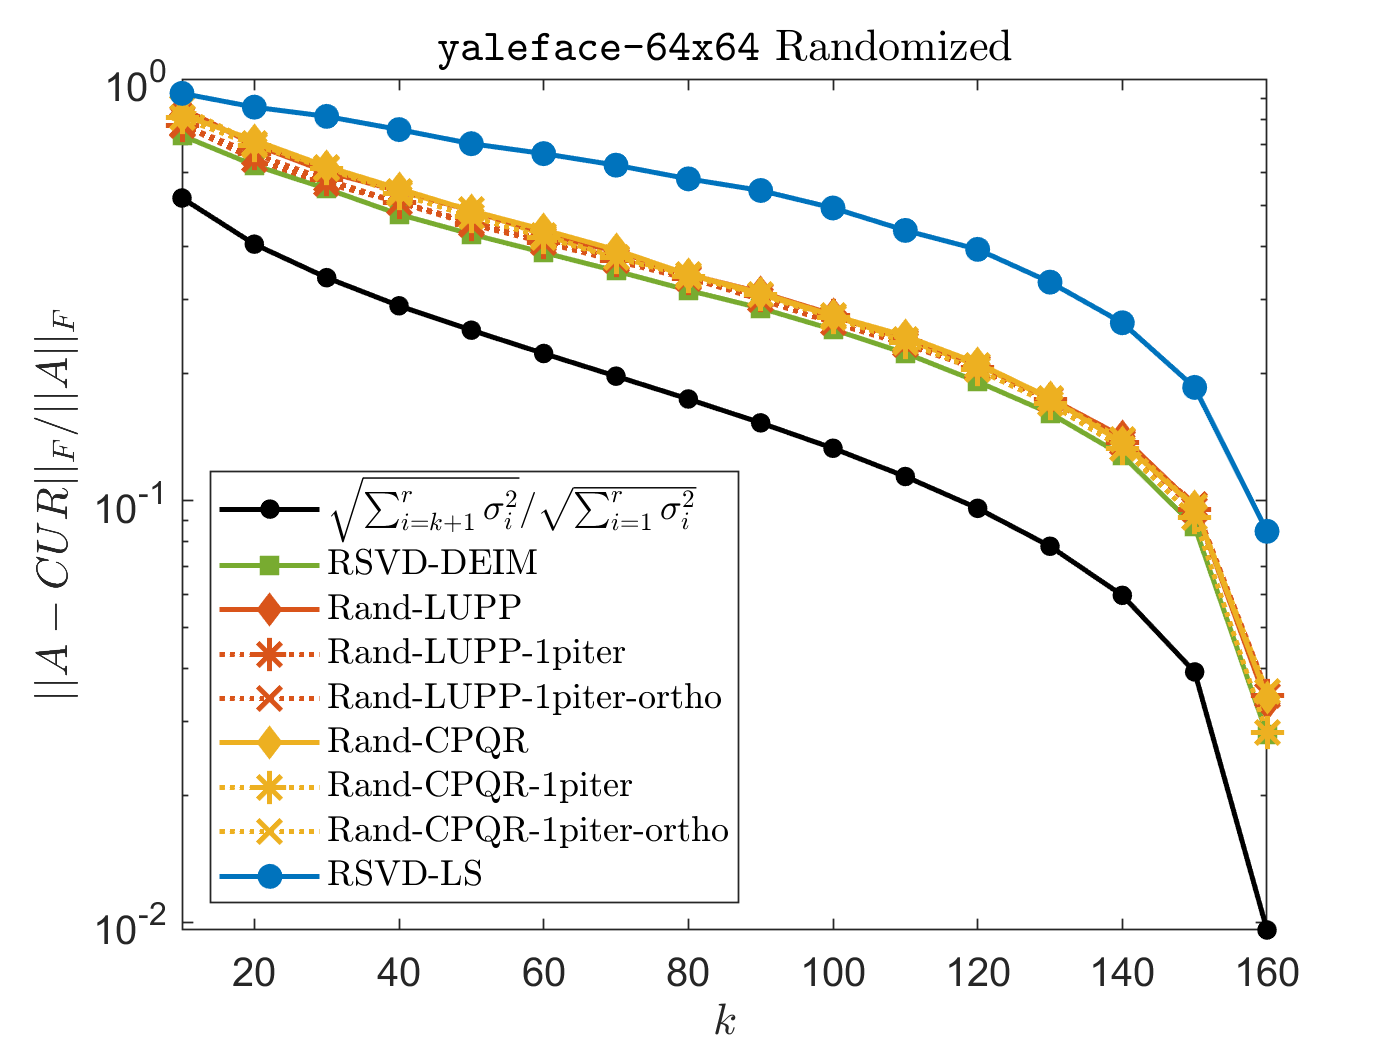 yaleface-64x64 Randomized
10^0
10^-1
10^-2
||A − CUR||_F/||A||_F
√∑_{i=k+1}^r σ_i^2/√∑_{i=1}^r σ_i^2
RSVD-DEIM
Rand-LUPP
Rand-LUPP-1piter
Rand-LUPP-1piter-ortho
Rand-CPQR
Rand-CPQR-1piter
Rand-CPQR-1piter-ortho
RSVD-LS
20 40 60 80 100 120 140 160
k